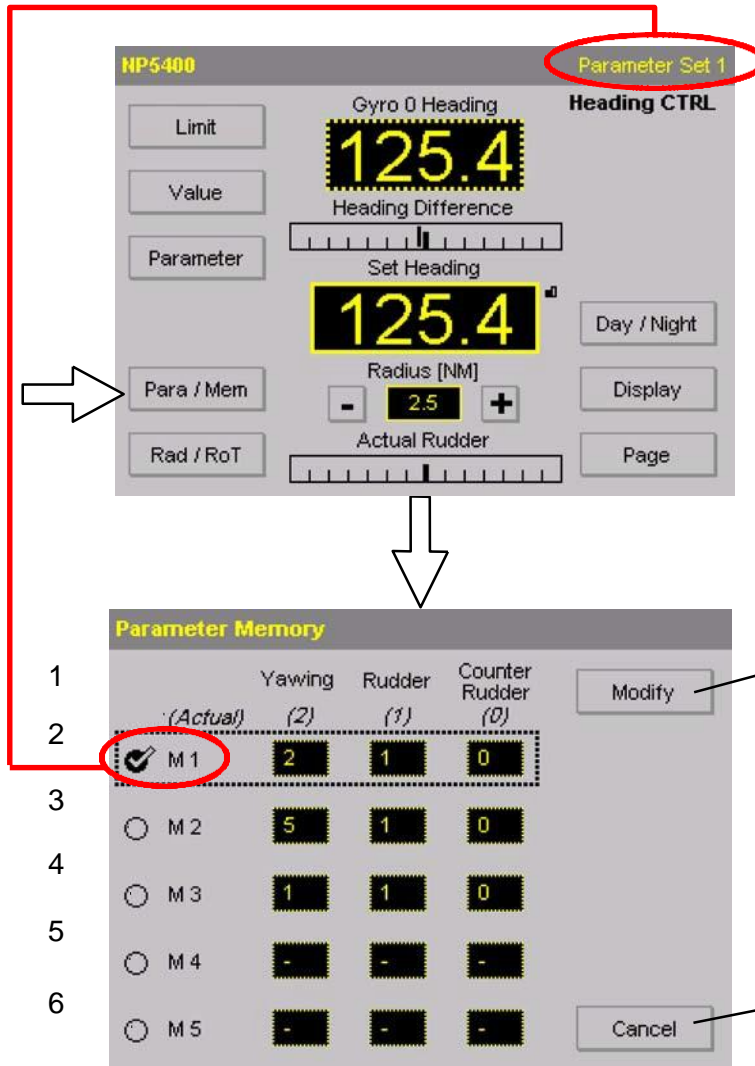 NP5400 Parameter Set 1
Gyro 0 Heading Heading CTRL
Limit
125.4
Value
Heading Difference
Parameter
Set Heading
125.4
Day / Night
Radius [NM]
Para / Mem - 2.5 + Display
Actual Rudder
Rad / RoT Page
Parameter Memory
1 Yawing Rudder Counter Rudder Modify
(Actual) (2) (1) (0)
2
M 1 2 1 0
3
M 2 5 1 0
4
M 3 1 1 0
5
M 4 - - -
6
M 5 - - - Cancel